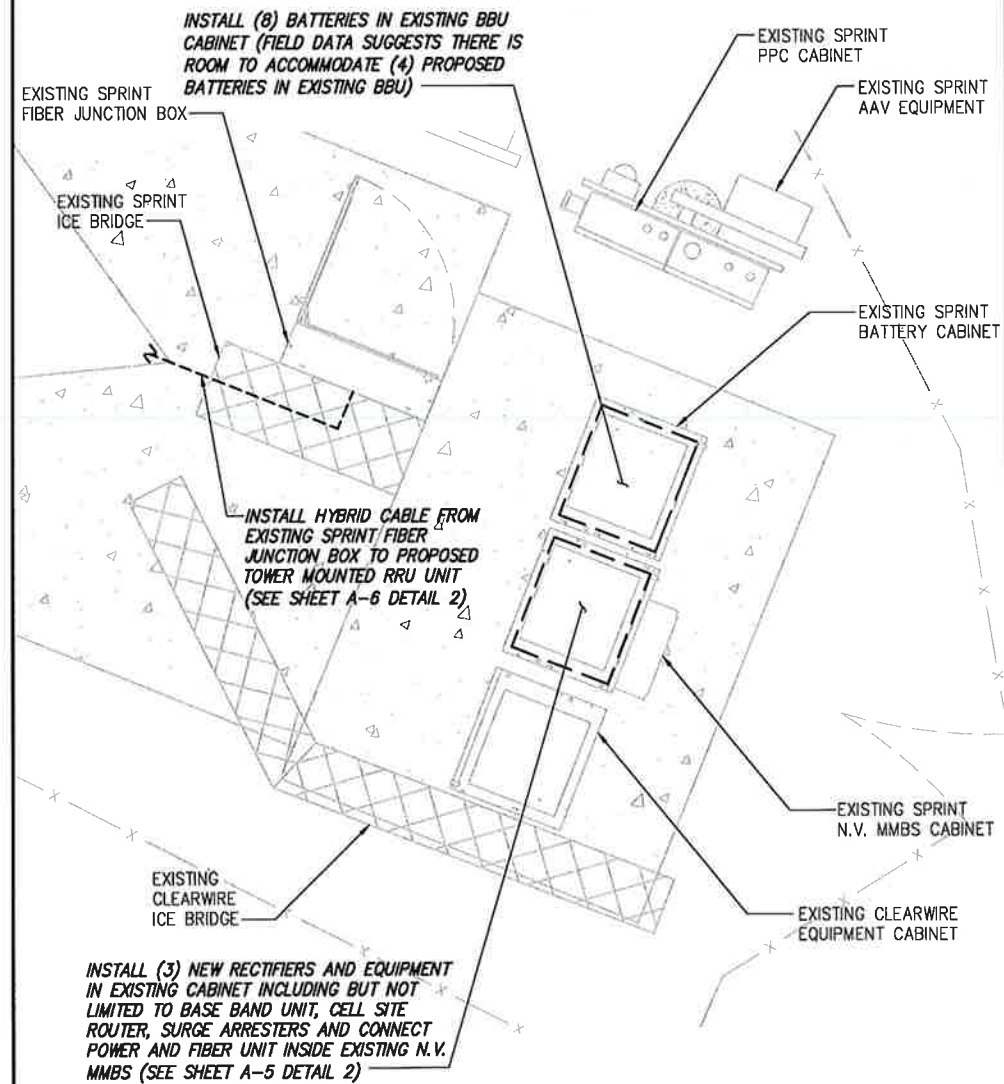 INSTALL (8) BATTERIES IN EXISTING BBU
CABINET (FIELD DATA SUGGESTS THERE IS
ROOM TO ACCOMMODATE (4) PROPOSED
BATTERIES IN EXISTING BBU)
EXISTING SPRINT
PPC CABINET
EXISTING SPRINT
AAV EQUIPMENT
EXISTING SPRINT
FIBER JUNCTION BOX
EXISTING SPRINT
ICE BRIDGE
EXISTING SPRINT
BATTERY CABINET
INSTALL HYBRID CABLE FROM
EXISTING SPRINT FIBER
JUNCTION BOX TO PROPOSED
TOWER MOUNTED RRU UNIT
(SEE SHEET A-6 DETAIL 2)
EXISTING SPRINT
N.V. MMBS CABINET
EXISTING
CLEARWIRE
ICE BRIDGE
EXISTING CLEARWIRE
EQUIPMENT CABINET
INSTALL (3) NEW RECTIFIERS AND EQUIPMENT
IN EXISTING CABINET INCLUDING BUT NOT
LIMITED TO BASE BAND UNIT, CELL SITE
ROUTER, SURGE ARRESTERS AND CONNECT
POWER AND FIBER UNIT INSIDE EXISTING N.V.
MMBS (SEE SHEET A-5 DETAIL 2)